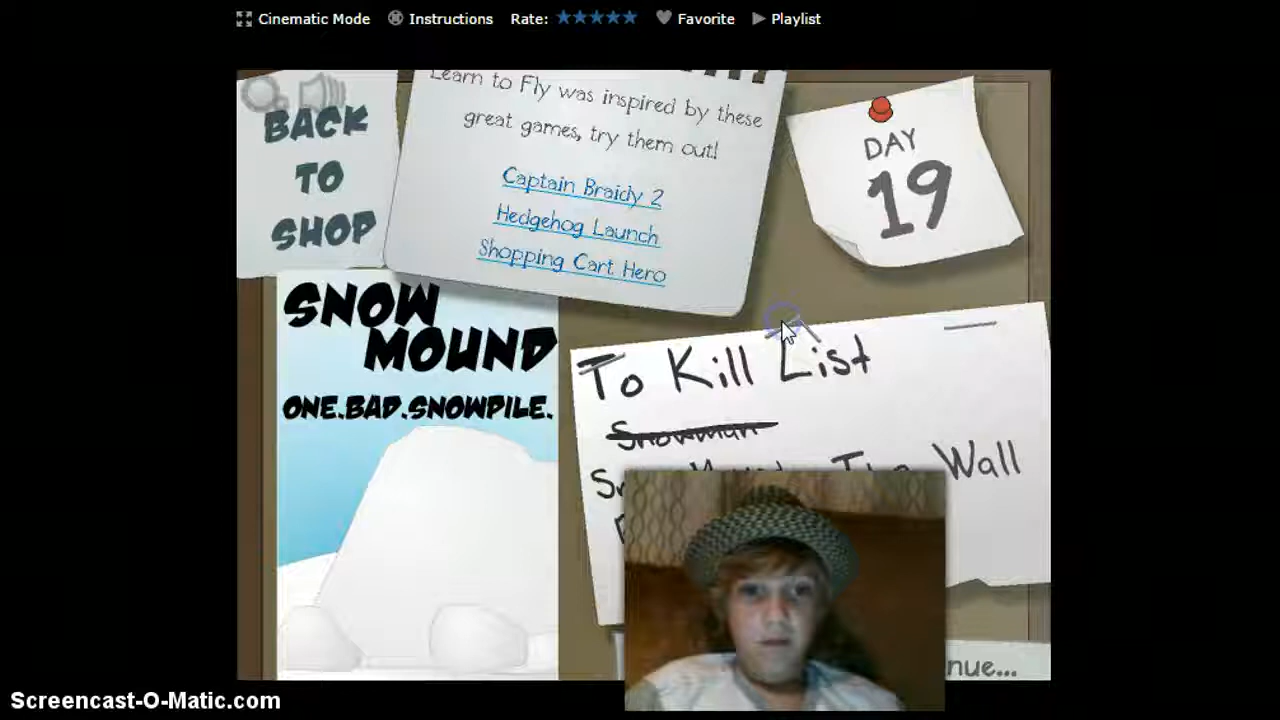 Cinematic Mode Instructions Rate: Favorite Playlist
BACK
TO
SHOP
Learn to Fly was inspired by these
great games, try them out!
Captain Braidy 2
Hedgehog Launch
Shopping Cart Hero
DAY
19
SNOW
MOUND
ONE.BAD.SNOWPILE.
To Kill List
Snowman
The Wall
nue...
Screencast-O-Matic.com